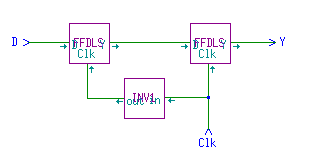 D FFDLS FFDLS Y
D Y D Y
Clk Clk
INV1
out in
Clk